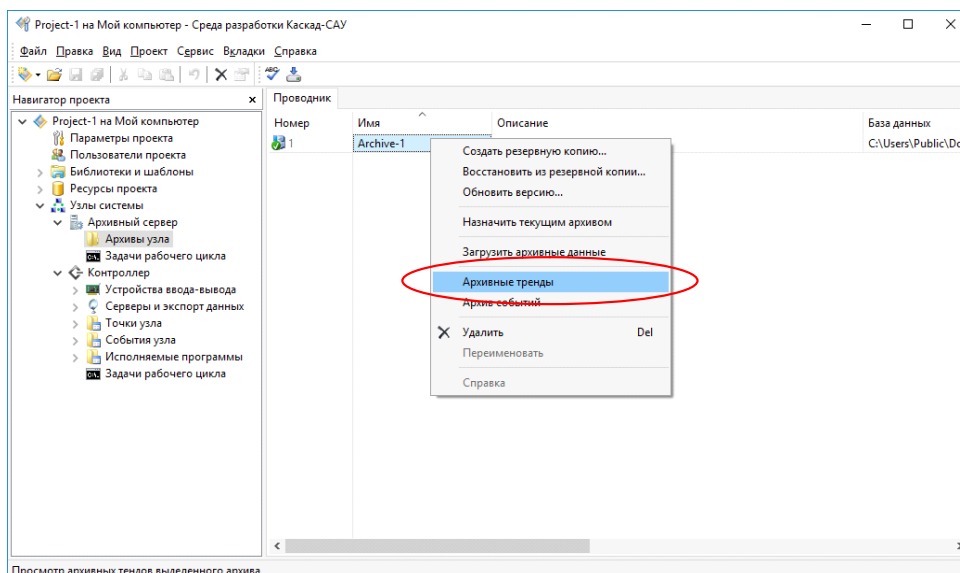 Project-1 на Мой компьютер - Среда разработки Каскад-САУ
Файл Правка Вид Проект Сервис Вкладки Справка
Навигатор проекта
Project-1 на Мой компьютер
Параметры проекта
Пользователи проекта
Библиотеки и шаблоны
Ресурсы проекта
Узлы системы
Архивный сервер
Архивы узла
Задачи рабочего цикла
Контроллер
Устройства ввода-вывода
Серверы и экспорт данных
Точки узла
События узла
Исполняемые программы
Задачи рабочего цикла
Проводник
Номер Имя Описание База данных
1 Archive-1 C:\Users\Public\Do
Создать резервную копию...
Восстановить из резервной копии...
Обновить версию...
Назначить текущим архивом
Загрузить архивные данные
Архивные тренды
Архив событий
Удалить Del
Переименовать
Справка
Просмотр архивных тендов выделенного архива